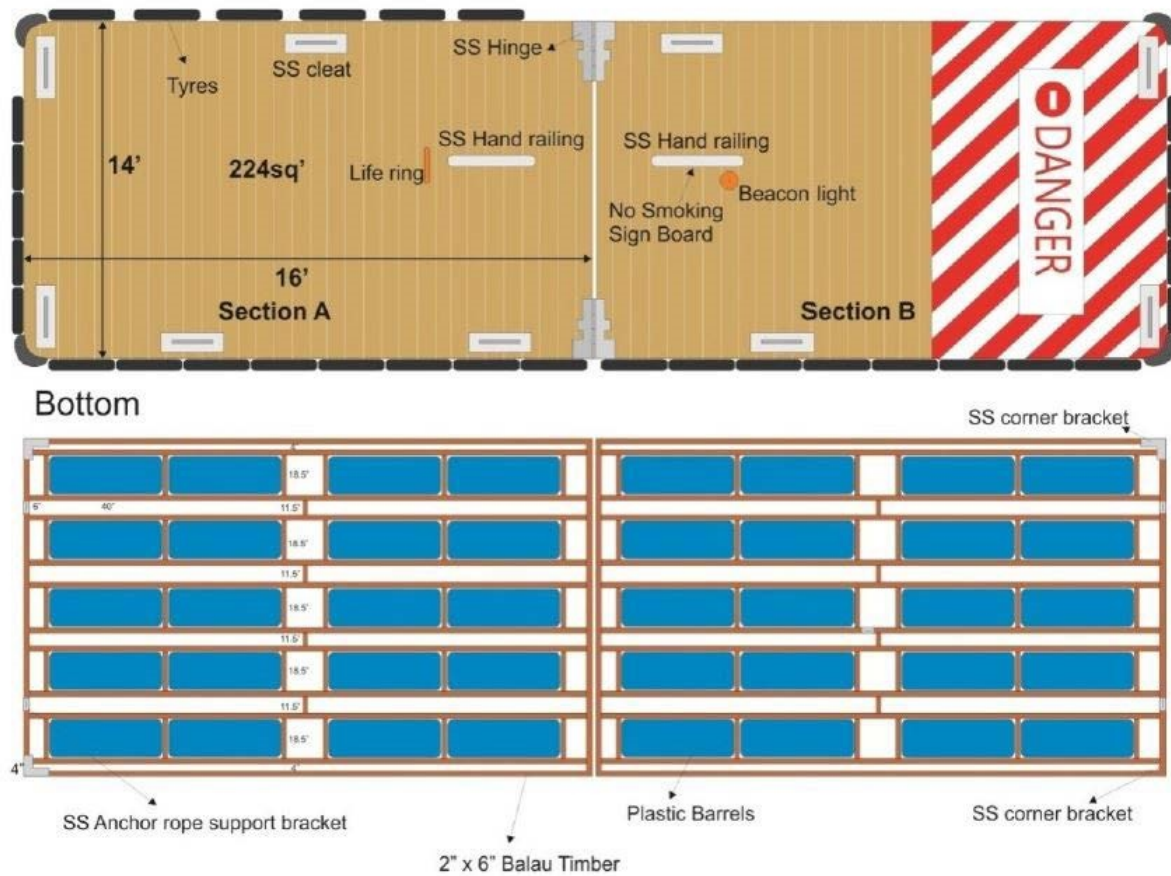 SS Hinge
SS cleat
Tyres
SS Hand railing
SS Hand railing
14'
224sq'
Life ring
Beacon light
No Smoking
Sign Board
DANGER
16'
Section A
Section B
Bottom
SS corner bracket
4"
18.5"
6"
40"
11.5"
18.5"
11.5"
18.5"
11.5"
18.5"
11.5"
18.5"
4"
4"
SS Anchor rope support bracket
Plastic Barrels
SS corner bracket
2" x 6" Balau Timber